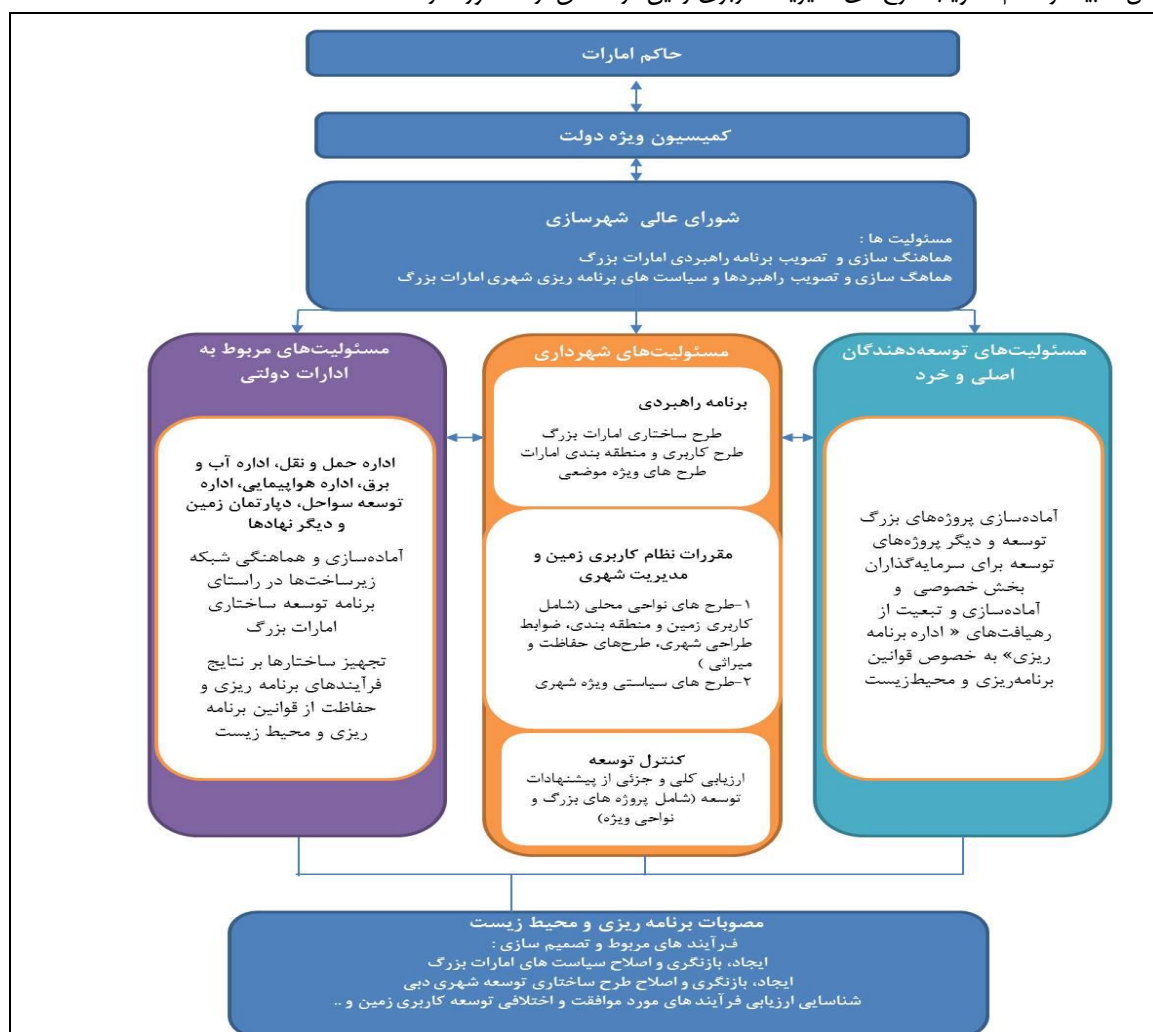 حاکم امارات
کمیسیون ویژه دولت
شورای عالی شهرسازی
مسئولیت ها :
هماهنگ سازی و تصویب برنامه راهبردی امارات بزرگ
هماهگ سازی و تصویب راهبردها و سیاست های برنامه ریزی شهری امارات بزرگ
مسئولیت‌های توسعه‌دهندگان
اصلی و خرد
آماده‌سازی پروژه‌های بزرگ
توسعه و دیگر پروژه‌های
توسعه برای سرمایه‌گذاران
بخش خصوصی و
آماده‌سازی و تبعیت از
رهیافت‌های « اداره برنامه
ریزی» به خصوص قوانین
برنامه‌ریزی و محیط‌زیست
مسئولیت‌های شهرداری
برنامه راهبردی
طرح ساختاری امارات بزرگ
طرح کاربری و منطقه بندی امارات
طرح های ویژه موضعی
مقررات نظام کاربری زمین و
مدیریت شهری
۱-طرح های نواحی محلی (شامل
کاربری زمین و منطقه بندی، ضوابط
طراحی شهری، طرح‌های حفاظت و
میراثی )
۲-طرح های سیاستی ویژه شهری
کنترل توسعه
ارزیابی کلی و جزئی از پیشنهادات
توسعه (شامل پروژه های بزرگ و
نواحی ویژه)
مسئولیت‌های مربوط به
ادارات دولتی
اداره حمل و نقل، اداره آب و
برق، اداره هواپیمایی، اداره
توسعه سواحل، دپارتمان زمین
و دیگر نهادها
آماده‌سازی و هماهنگی شبکه
زیرساخت‌ها در راستای
برنامه توسعه ساختاری
امارات بزرگ
تجهیز ساختارها بر نتایج
فرآیندهای برنامه ریزی و
حفاظت از قوانین برنامه
ریزی و محیط زیست
مصوبات برنامه ریزی و محیط زیست
فرآیند های مربوط و تصمیم سازی :
ایجاد، بازنگری و اصلاح سیاست های امارات بزرگ
ایجاد، بازنگری و اصلاح طرح ساختاری توسعه شهری دبی
شناسایی ارزیابی فرآیند های مورد موافقت و اختلافی توسعه کاربری زمین و ..